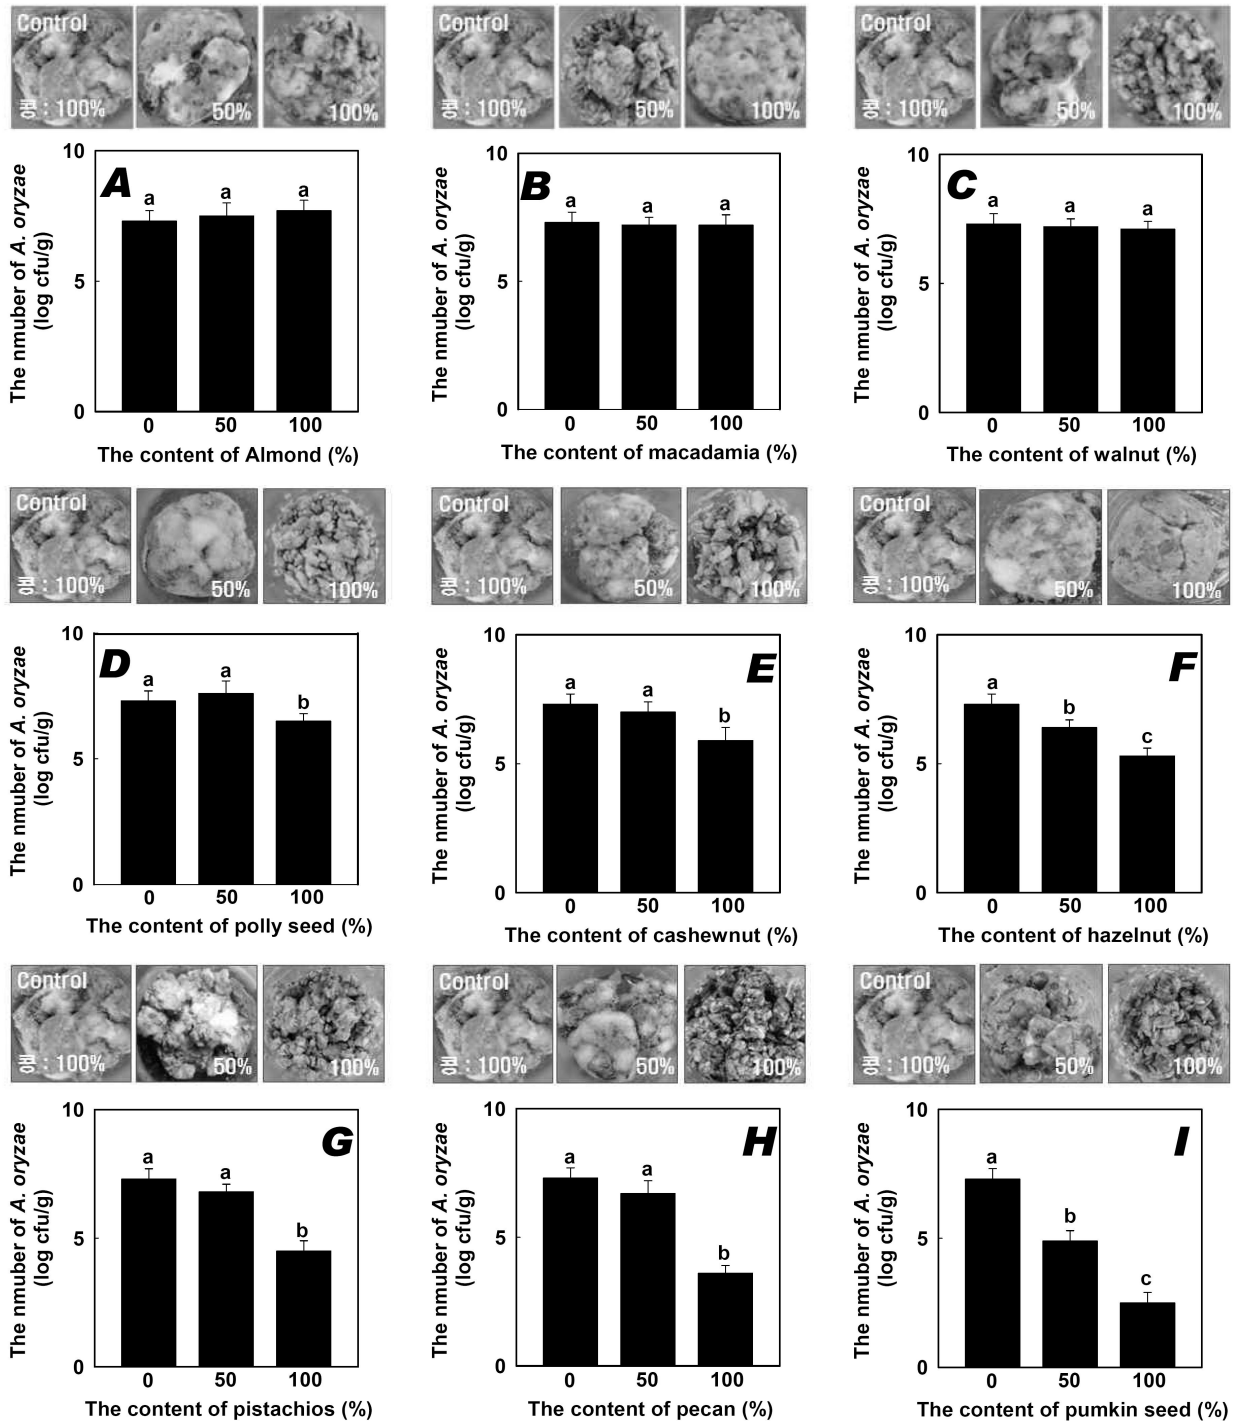 Control
콩 : 100%
50%
100%
10
5
0
A
a
a
a
0
50
100
The nmuber of A. oryzae
(log cfu/g)
The content of Almond (%)
Control
콩 : 100%
50%
100%
10
5
0
B
a
a
a
0
50
100
The nmuber of A. oryzae
(log cfu/g)
The content of macadamia (%)
Control
콩 : 100%
50%
100%
10
5
0
C
a
a
a
0
50
100
The nmuber of A. oryzae
(log cfu/g)
The content of walnut (%)
Control
콩 : 100%
50%
100%
10
5
0
D
a
a
b
0
50
100
The nmuber of A. oryzae
(log cfu/g)
The content of polly seed (%)
Control
콩 : 100%
50%
100%
10
5
0
E
a
a
b
0
50
100
The nmuber of A. oryzae
(log cfu/g)
The content of cashewnut (%)
Control
콩 : 100%
50%
100%
10
5
0
F
a
b
c
0
50
100
The nmuber of A. oryzae
(log cfu/g)
The content of hazelnut (%)
Control
콩 : 100%
50%
100%
10
5
0
G
a
a
b
0
50
100
The nmuber of A. oryzae
(log cfu/g)
The content of pistachios (%)
Control
콩 : 100%
50%
100%
10
5
0
H
a
a
b
0
50
100
The nmuber of A. oryzae
(log cfu/g)
The content of pecan (%)
Control
콩 : 100%
50%
100%
10
5
0
I
a
b
c
0
50
100
The nmuber of A. oryzae
(log cfu/g)
The content of pumkin seed (%)